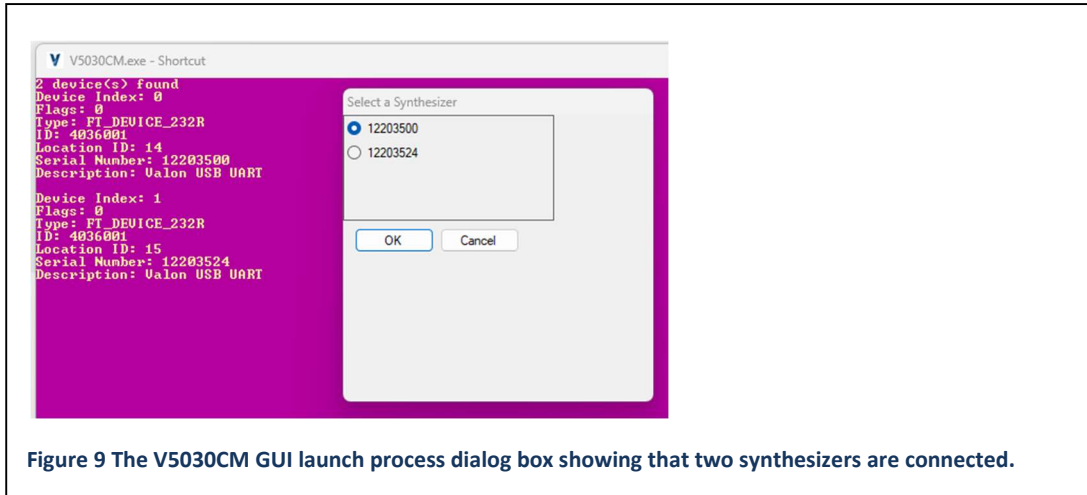 V5030CM.exe - Shortcut
2 device(s) found
Device Index: 0
Flags: 0
Type: FT_DEVICE_232R
ID: 4036001
Location ID: 14
Serial Number: 12203500
Description: Valon USB UART
Device Index: 1
Flags: 0
Type: FT_DEVICE_232R
ID: 4036001
Location ID: 15
Serial Number: 12203524
Description: Valon USB UART
Select a Synthesizer
12203500
12203524
OK Cancel
Figure 9 The V5030CM GUI launch process dialog box showing that two synthesizers are connected.